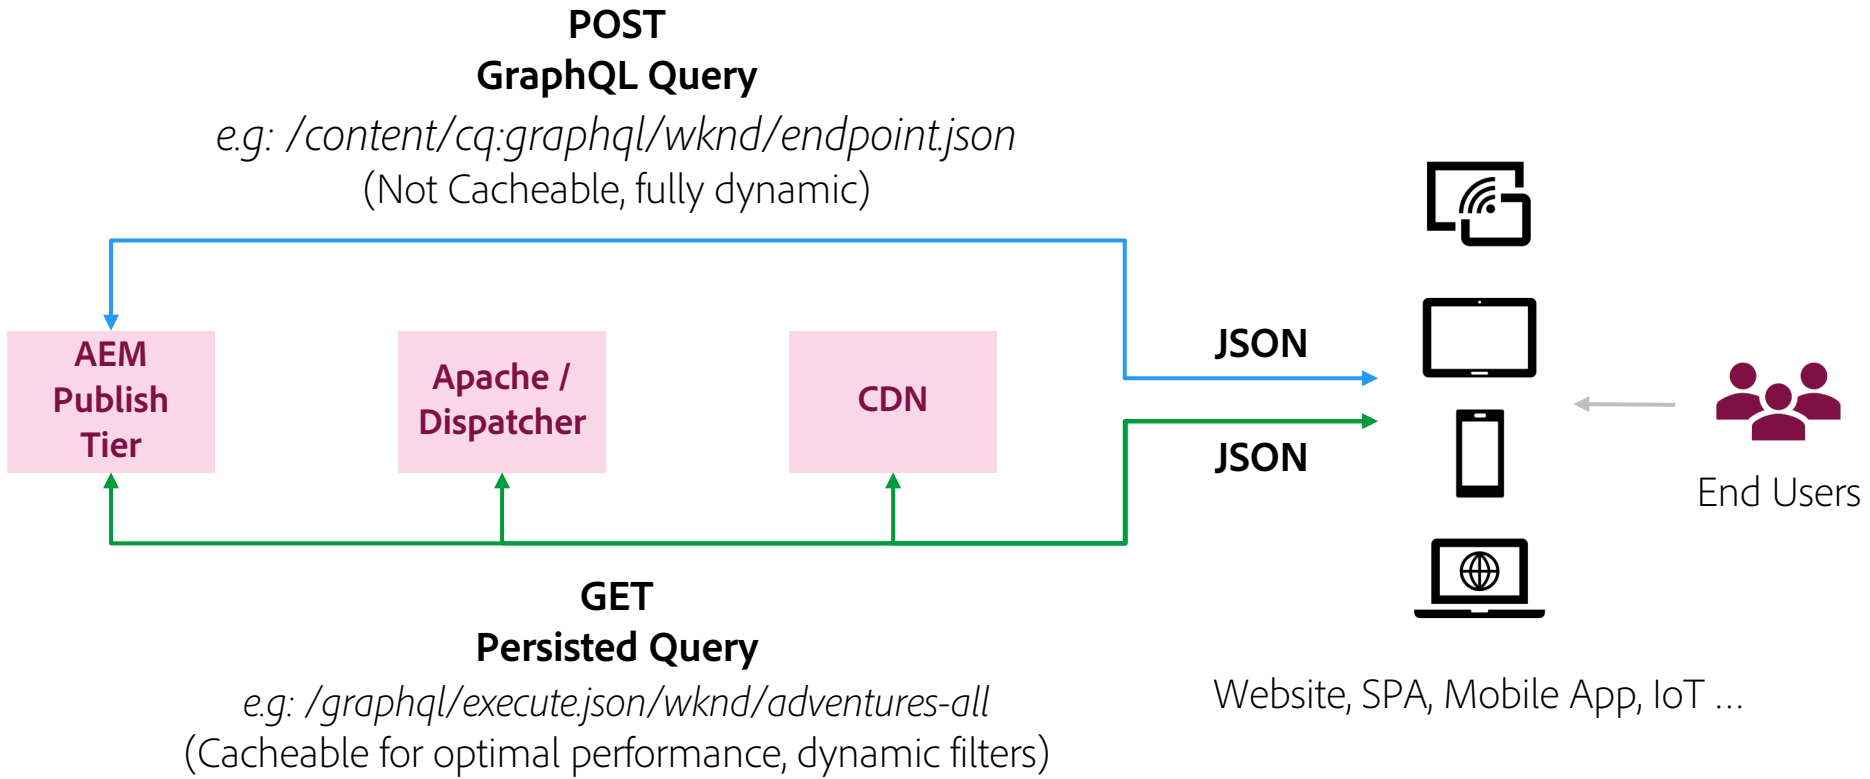 POST
GraphQL Query
e.g: /content/cq:graphql/wknd/endpoint.json
(Not Cacheable, fully dynamic)
AEM
Publish
Tier
Apache /
Dispatcher
CDN
JSON
JSON
End Users
GET
Persisted Query
e.g: /graphql/execute.json/wknd/adventures-all
(Cacheable for optimal performance, dynamic filters)
Website, SPA, Mobile App, IoT ...